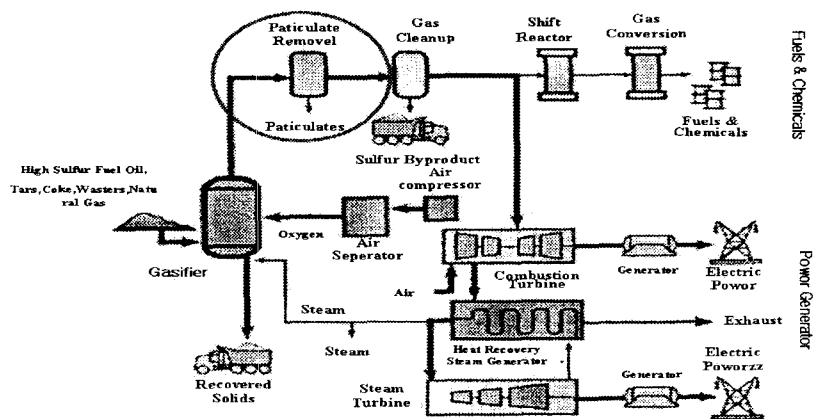 Paticulate
Removel
Gas
Cleanup
Shift
Reactor
Gas
Conversion
Fuels & Chemicals
Paticulates
Fuels &
Chemicals
Sulfur Byproduct
Air
compressor
High Sulfur Fuel Oil,
Tars,Coke,Wasters,Natu
ral Gas
Oxygen
Air
Seperator
Gasifier
Combustion
Turbine
Generator
Electric
Powor
Air
Powor Generator
Steam
Steam
Heat Recovery
Steam Generator
Exhaust
Recovered
Solids
Steam
Turbine
Generator
Electric
Poworzz